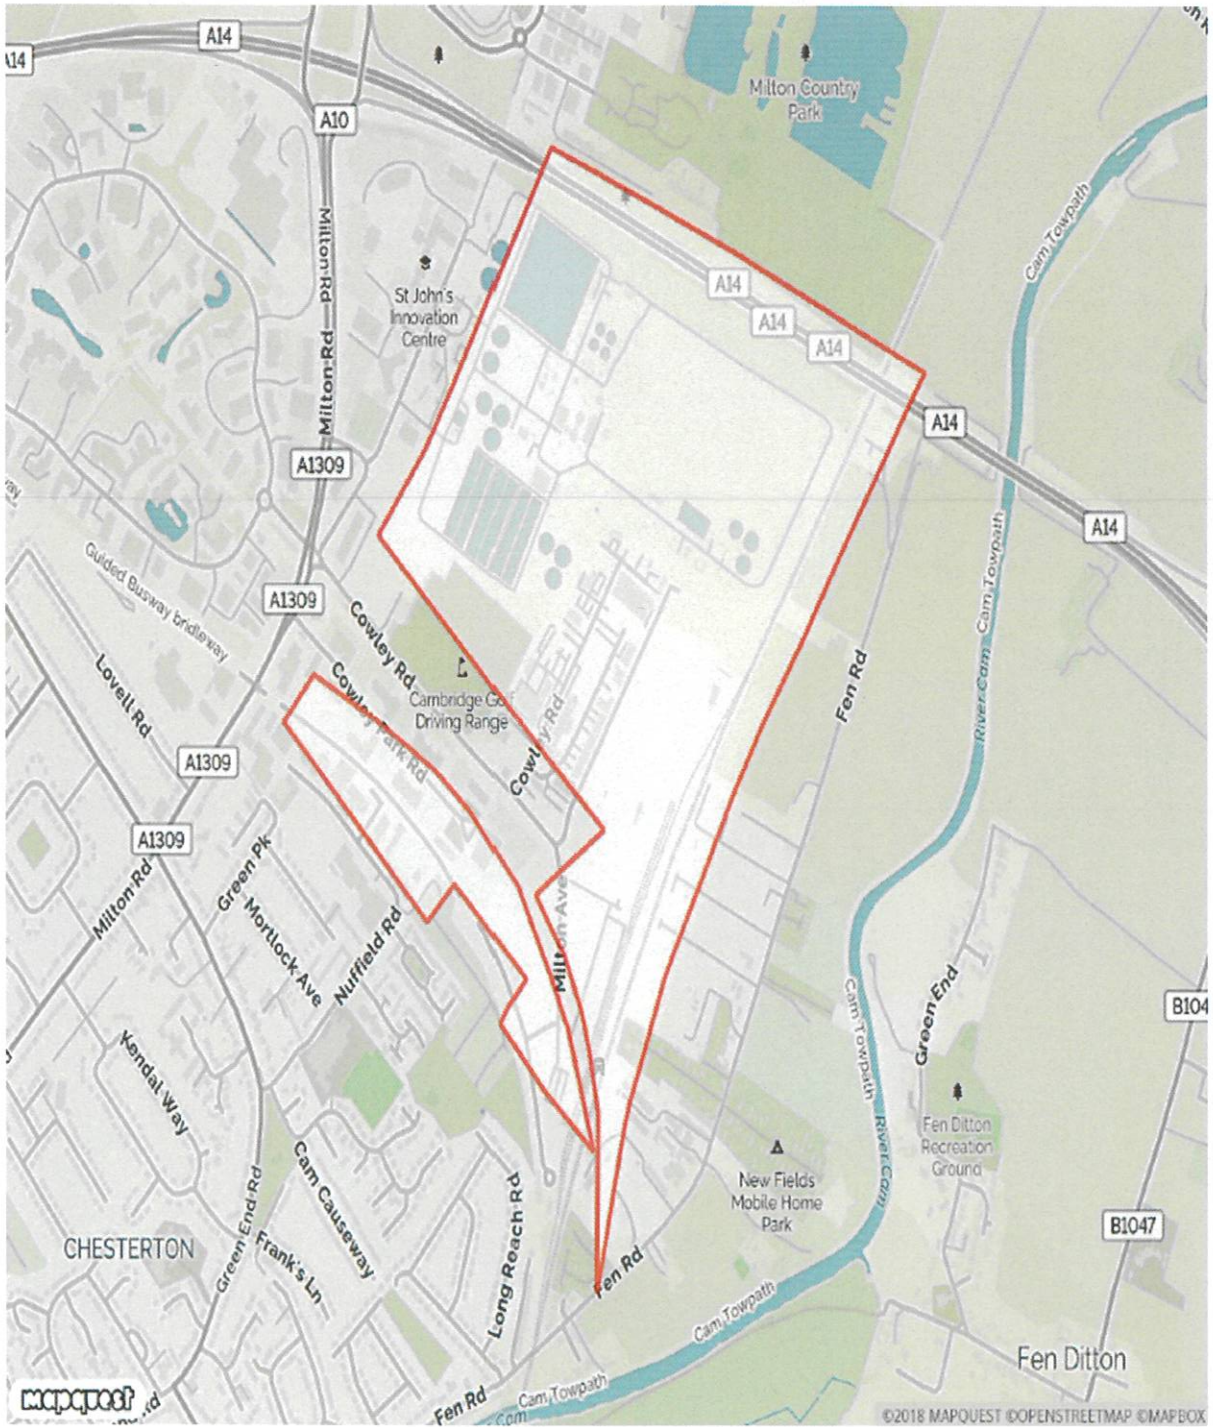 A14
A14
A10
Milton Country
Park
Milton Rd
Cam Towpath
St John's
Innovation
Centre
A14
A14
A14
Milton Rd
A14
A1309
A14
Guided Busway bridleway
A1309
River Cam
Cam Towpath
Cowley Rd
Fen Rd
Lovell Rd
Cowley Park Rd
Cambridge Golf
Driving Range
Cowley Rd
A1309
A1309
Milton Rd
Green Pk
Mortlock Ave
Nuffield Rd
Milton Ave
Green End
B104
Cam Towpath
River Cam
Kendal Way
Fen Ditton
Recreation
Ground
Cam Causeway
New Fields
Mobile Home
Park
Green End Rd
Long Reach Rd
B1047
CHESTERTON
Frank's Ln
Fen Rd
Cam Towpath
Fen Ditton
mapquest
Fen Rd
Cam Towpath
Cam
©2018 MAPQUEST ©OPENSTREETMAP ©MAPBOX